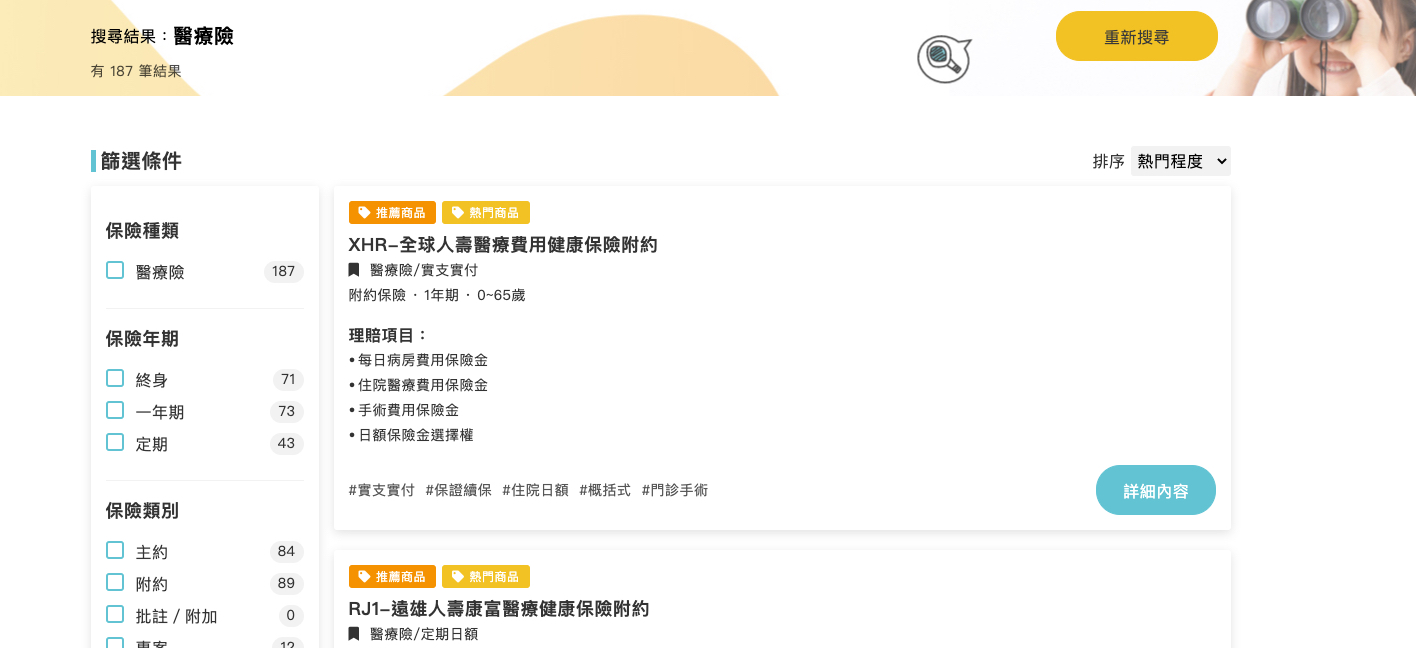 搜尋結果：醫療險
有 187 筆結果
重新搜尋
篩選條件
排序 熱門程度
保險種類
醫療險 187
保險年期
終身 71
一年期 73
定期 43
保險類別
主約 84
附約 89
批註 / 附加 0
專案 12
推薦商品 熱門商品
XHR–全球人壽醫療費用健康保險附約
醫療險/實支實付
附約保險 · 1年期 · 0~65歲
理賠項目：
• 每日病房費用保險金
• 住院醫療費用保險金
• 手術費用保險金
• 日額保險金選擇權
#實支實付 #保證續保 #住院日額 #概括式 #門診手術
詳細內容
推薦商品 熱門商品
RJ1–遠雄人壽康富醫療健康保險附約
醫療險/定期日額